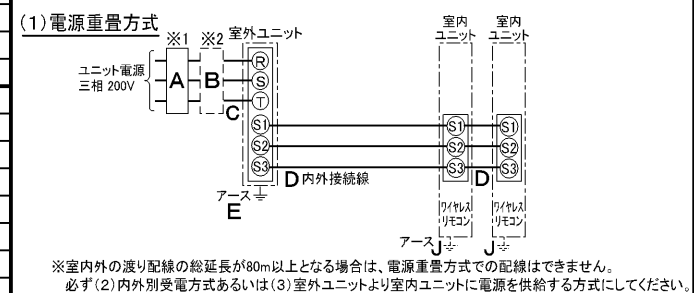 (1)電源重畳方式
※1 ※2 室外ユニット
室内
ユニット
室内
ユニット
ユニット電源
三相 200V
A
B
C
R
S
T
S1
S2
S3
S1
S2
S3
S1
S2
S3
D 内外接続線
D
アース
E
ワイヤレス
リモコン
ワイヤレス
リモコン
アース J
J
※室内外の渡り配線の総延長が80m以上となる場合は、電源重畳方式での配線はできません。
必ず(2)内外別受電方式あるいは(3)室外ユニットより室内ユニットに電源を供給する方式にしてください。